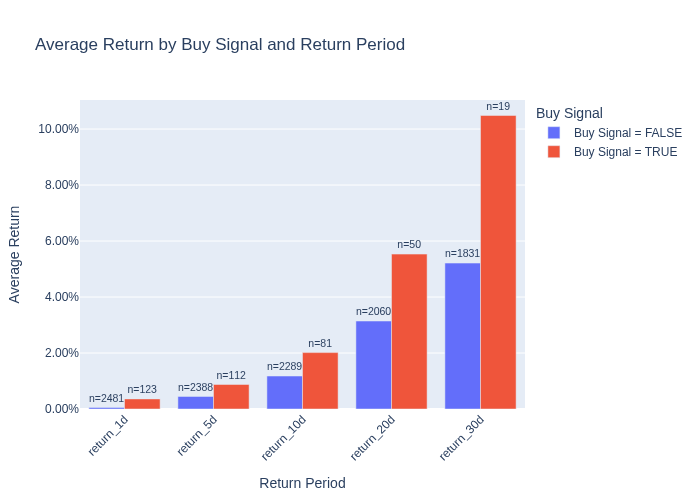 Average Return by Buy Signal and Return Period
Buy Signal
Buy Signal = FALSE
Buy Signal = TRUE
Average Return
10.00%
8.00%
6.00%
4.00%
2.00%
0.00%
n=2481
n=123
n=2388
n=112
n=2289
n=81
n=2060
n=50
n=1831
n=19
return_1d
return_5d
return_10d
return_20d
return_30d
Return Period